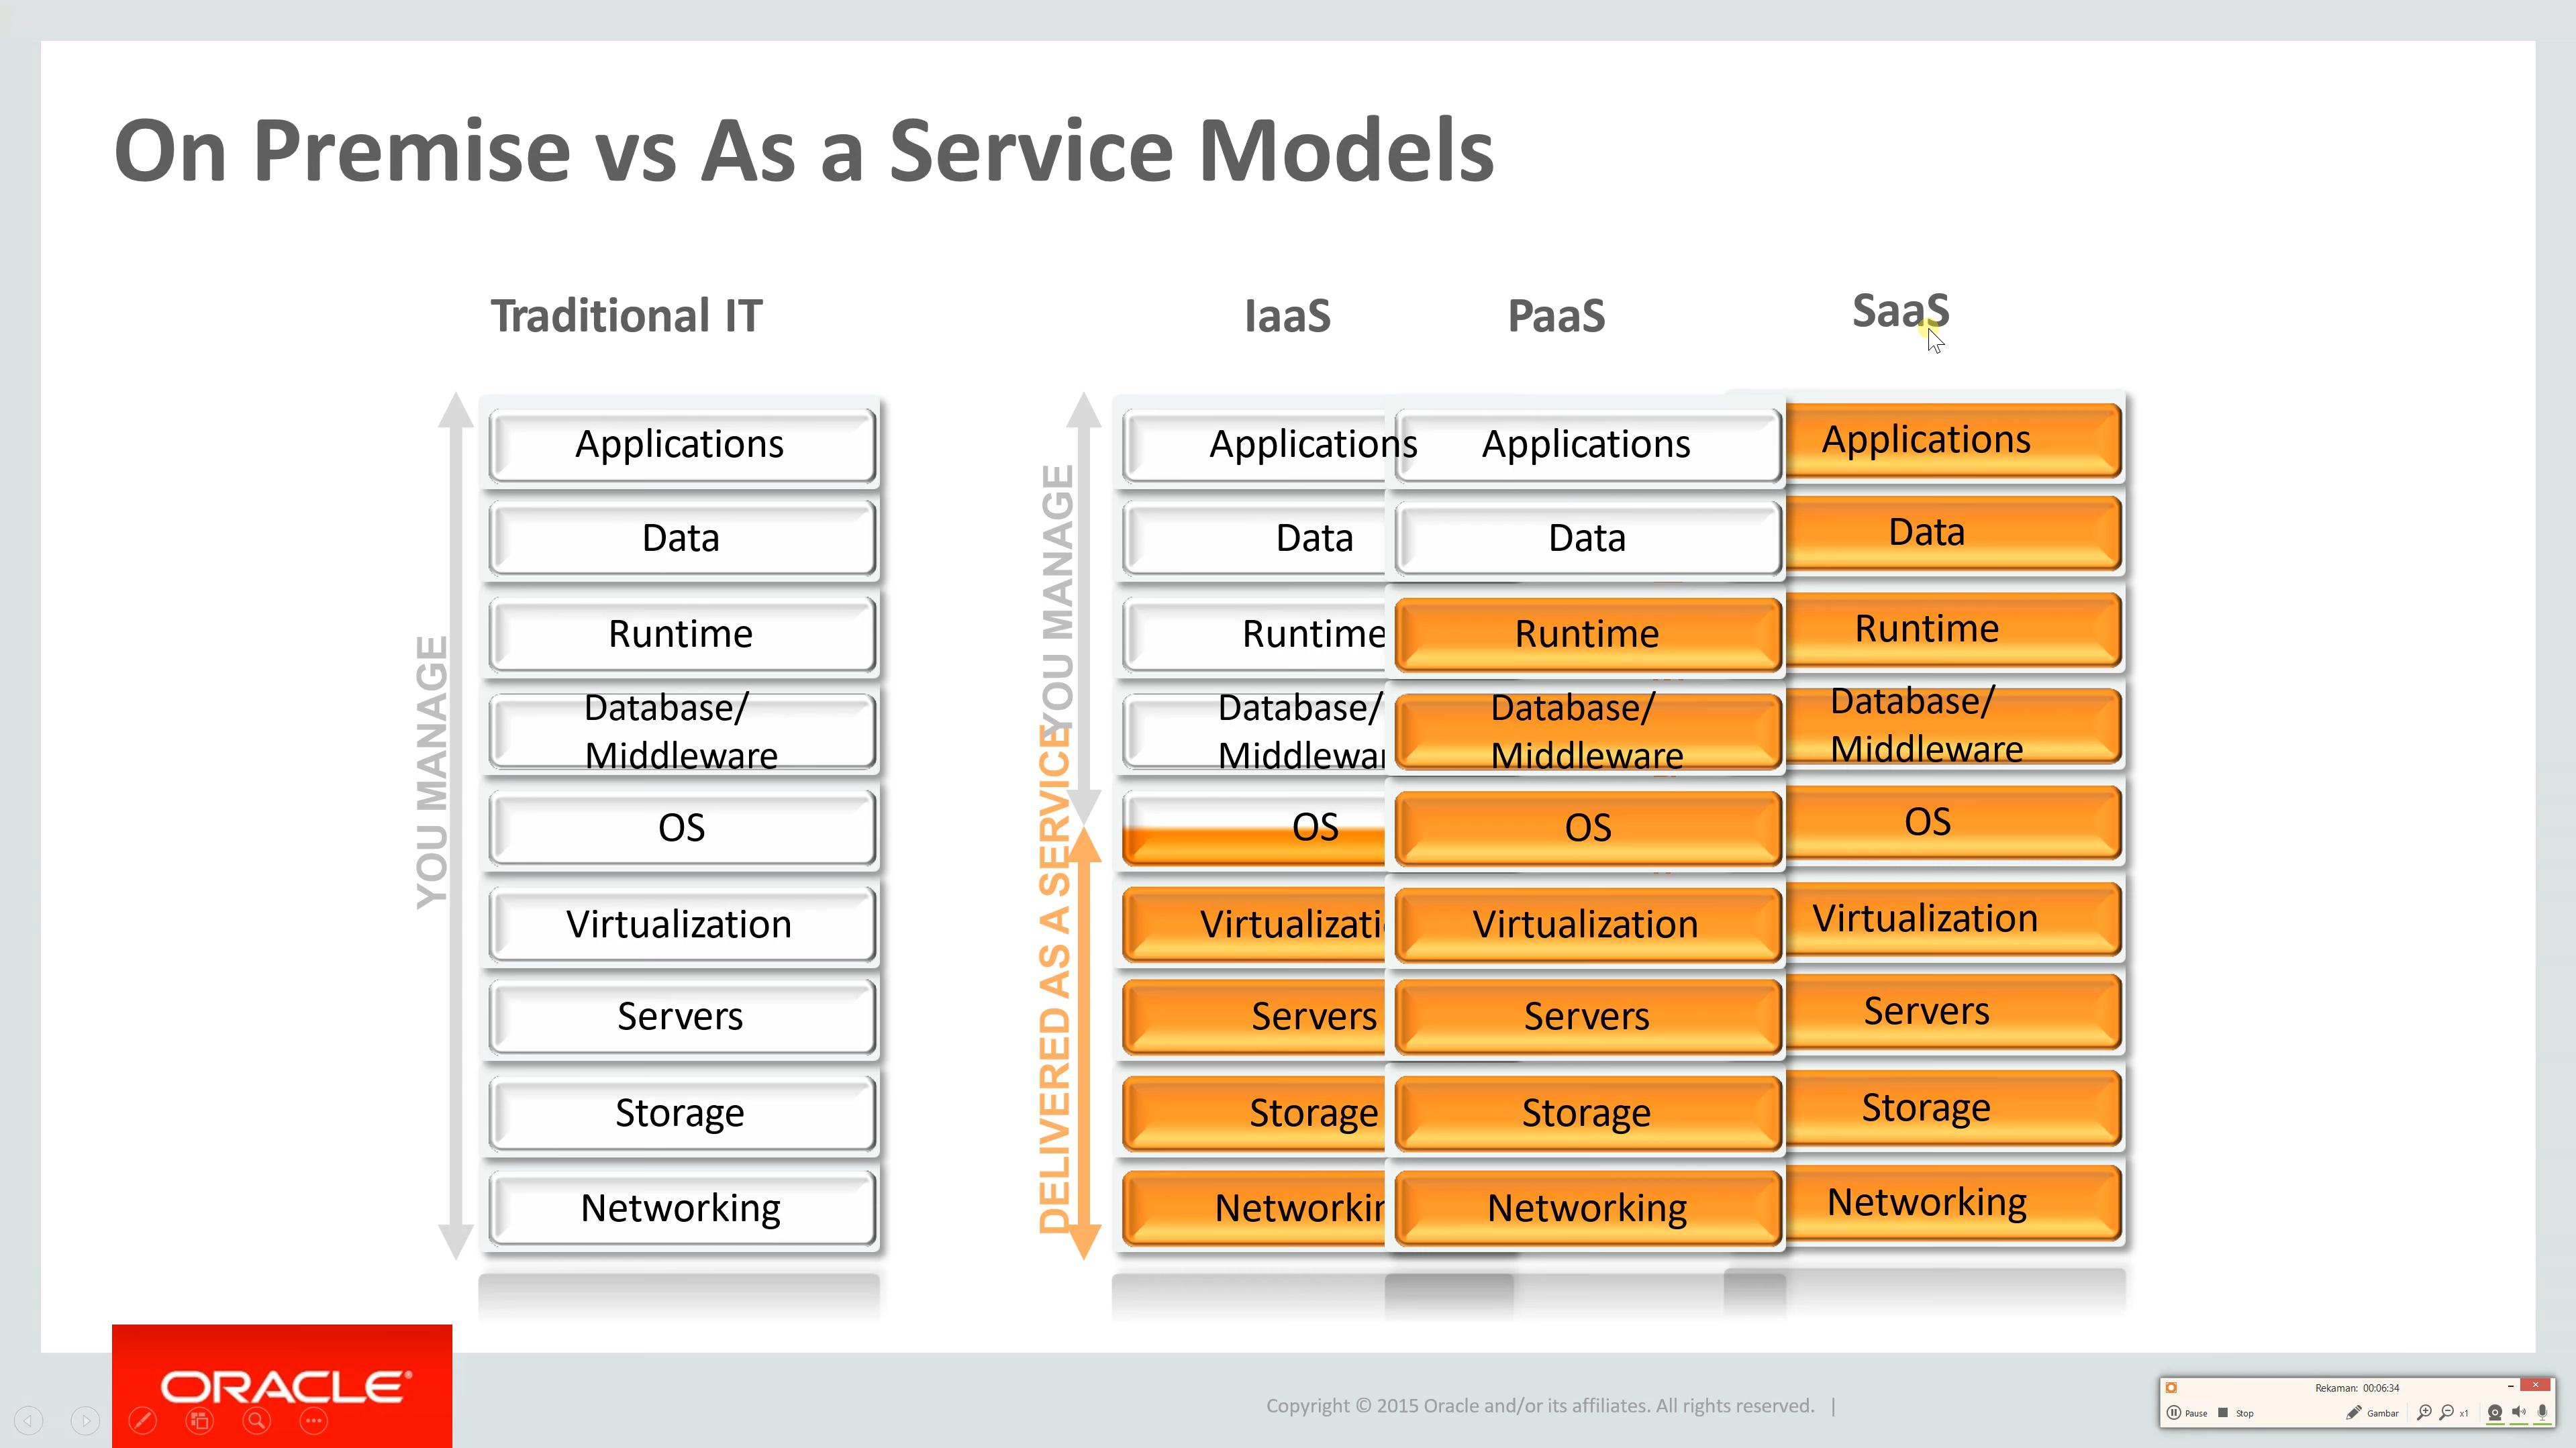 On Premise vs As a Service Models
Traditional IT
YOU MANAGE
Applications
Data
Runtime
Database/
Middleware
OS
Virtualization
Servers
Storage
Networking
IaaS
YOU MANAGE
DELIVERED AS A SERVICE
Applications
Data
Runtime
Database/
Middlewar
OS
Virtualizati
Servers
Storage
Networkin
PaaS
Applications
Data
Runtime
Database/
Middleware
OS
Virtualization
Servers
Storage
Networking
SaaS
Applications
Data
Runtime
Database/
Middleware
OS
Virtualization
Servers
Storage
Networking
ORACLE®
Copyright © 2015 Oracle and/or its affiliates. All rights reserved. |
Rekaman: 00:06:34
Pause Stop Gambar x1